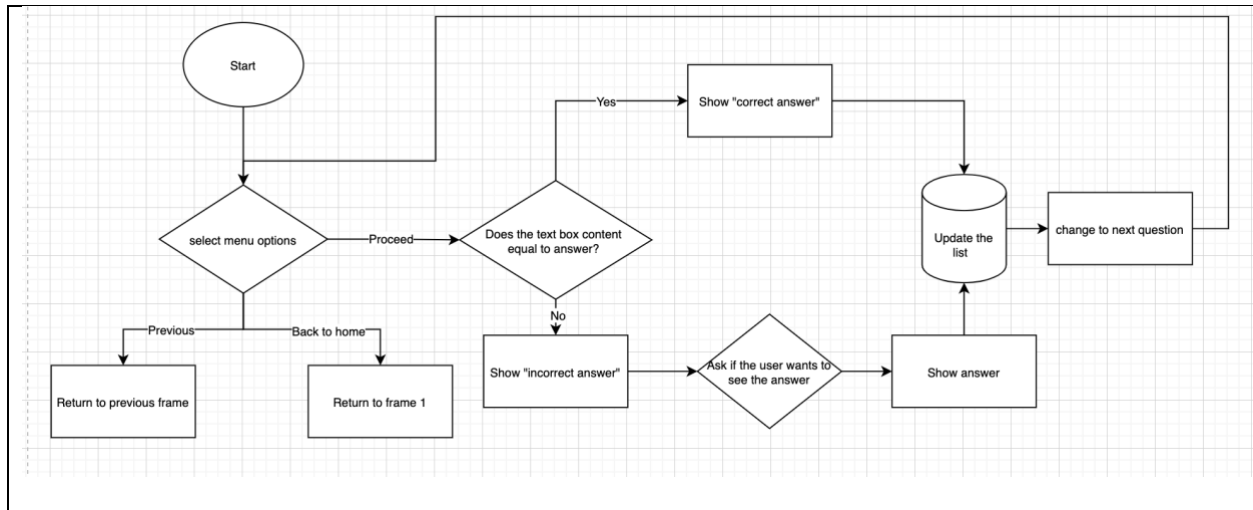 Start
Yes
Show "correct answer"
select menu options
Proceed
Does the text box content
equal to answer?
Update the
list
change to next question
No
Previous
Back to home
Return to previous frame
Return to frame 1
Show "incorrect answer"
Ask if the user wants to
see the answer
Show answer